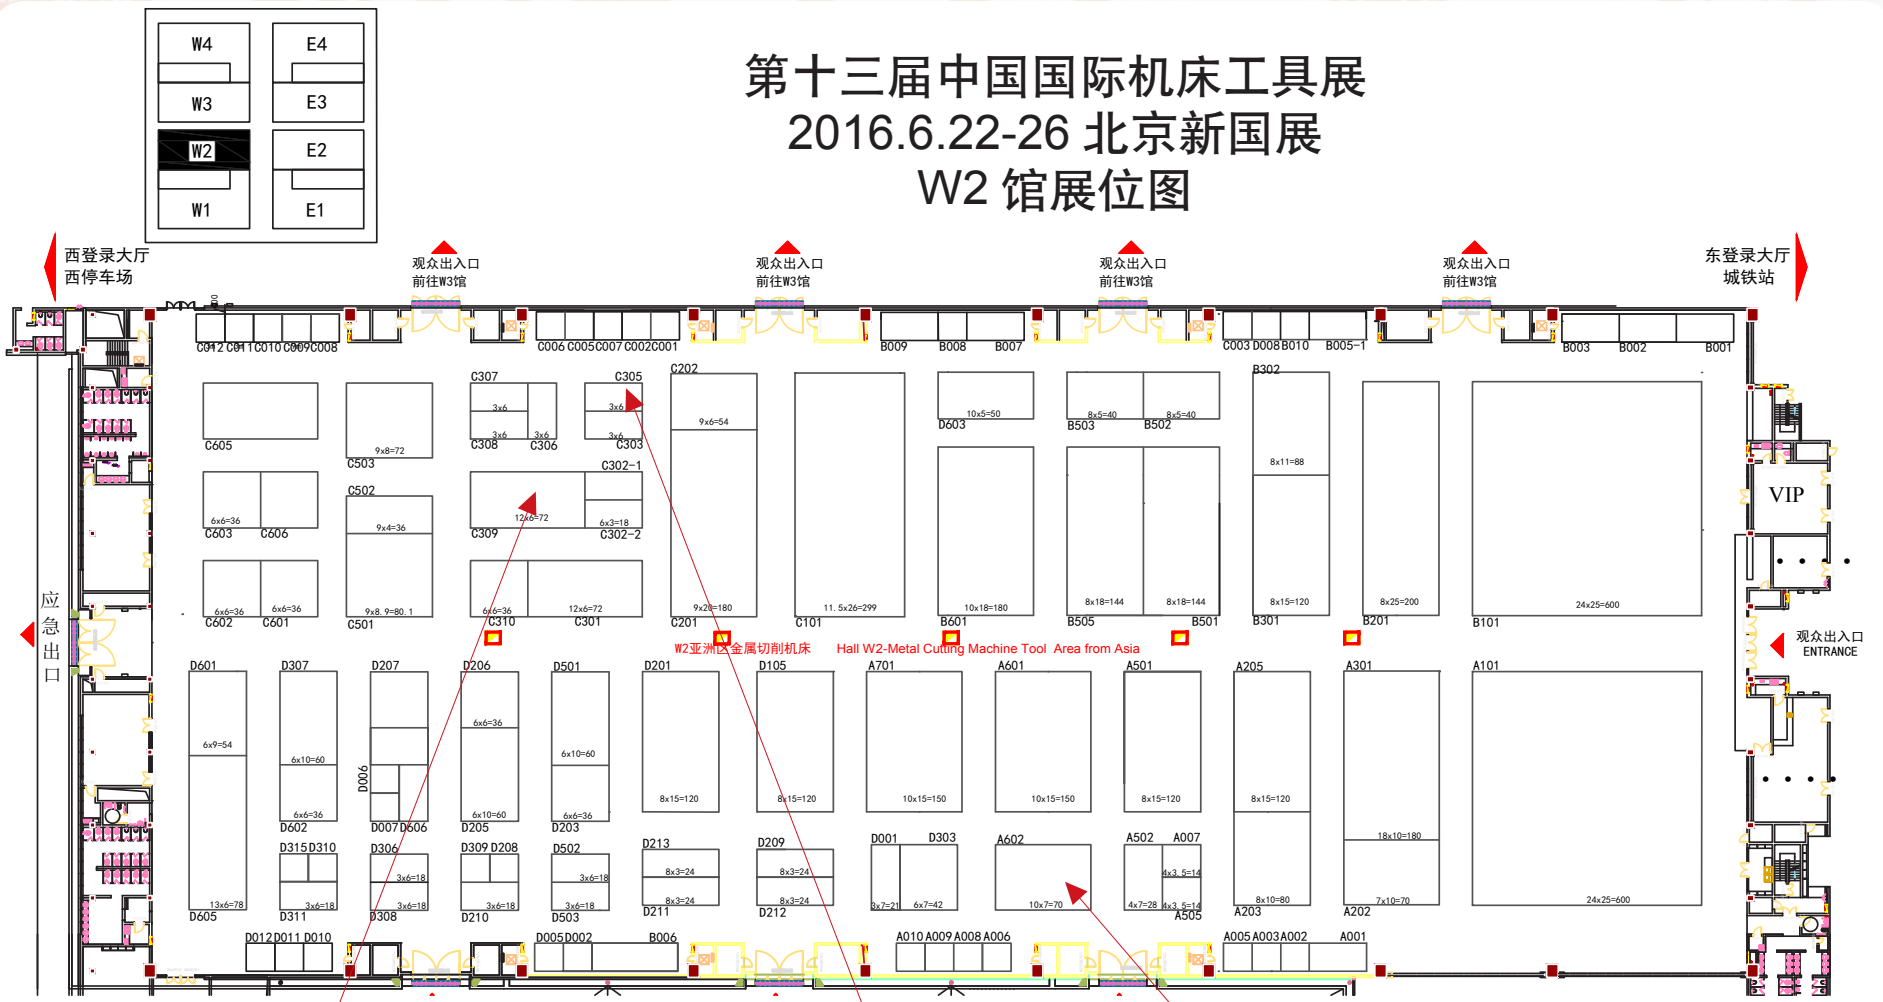 W4
E4
W3
E3
W2
E2
W1
E1
第十三届中国国际机床工具展
2016.6.22-26 北京新国展
W2 馆展位图
西登录大厅
西停车场
观众出入口
前往W3馆
观众出入口
前往W3馆
观众出入口
前往W3馆
观众出入口
前往W3馆
东登录大厅
城铁站
C012 C011 C010 C009 C008
C006 C005 C007 C002 C001
B009 B008 B007
C003 D008 B010 B005-1
B003 B002 B001
C605
9x8=72
C503
C307
3x6
3x6
3x6
C308
C306
C305
3x6
3x6
C303
C202
9x6=54
10x5=50
D603
8x5=40
8x5=40
B503
B502
B302
8x11=88
6x6=36
C603
C606
C502
9x4=36
12x6=72
C309
C302-1
6x3=18
C302-2
VIP
6x6=36
6x6=36
C602
C601
9x8.9=80.1
C501
6x6=36
12x6=72
C310
C301
9x20=180
C201
11.5x26=299
C101
10x18=180
B601
8x18=144
8x18=144
B505
B501
8x15=120
B301
8x25=200
B201
24x25=600
B101
应急出口
W2亚洲区金属切削机床
Hall W2-Metal Cutting Machine Tool Area from Asia
观众出入口
ENTRANCE
D601
D307
D207
D206
D501
D201
D105
A701
A601
A501
A205
A301
A101
6x9=54
6x10=60
6x6=36
6x10=60
D006
8x15=120
8x15=120
10x15=150
10x15=150
8x15=120
8x15=120
6x6=36
6x10=60
6x6=36
18x10=180
D602
D007 D606
D205
D203
D315 D310
D306
D309 D208
D502
D213
D209
D001
D303
A602
A502
A007
3x6=18
3x6=18
8x3=24
8x3=24
4x3.5=14
13x6=78
3x6=18
3x6=18
3x6=18
3x6=18
8x3=24
8x3=24
3x7=21
6x7=42
10x7=70
4x7=28
4x3.5=14
8x10=80
7x10=70
24x25=600
D605
D311
D308
D210
D503
D211
D212
A505
A203
A202
D012 D011 D010
D005 D002
B006
A010 A009 A008 A006
A005 A003 A002
A001